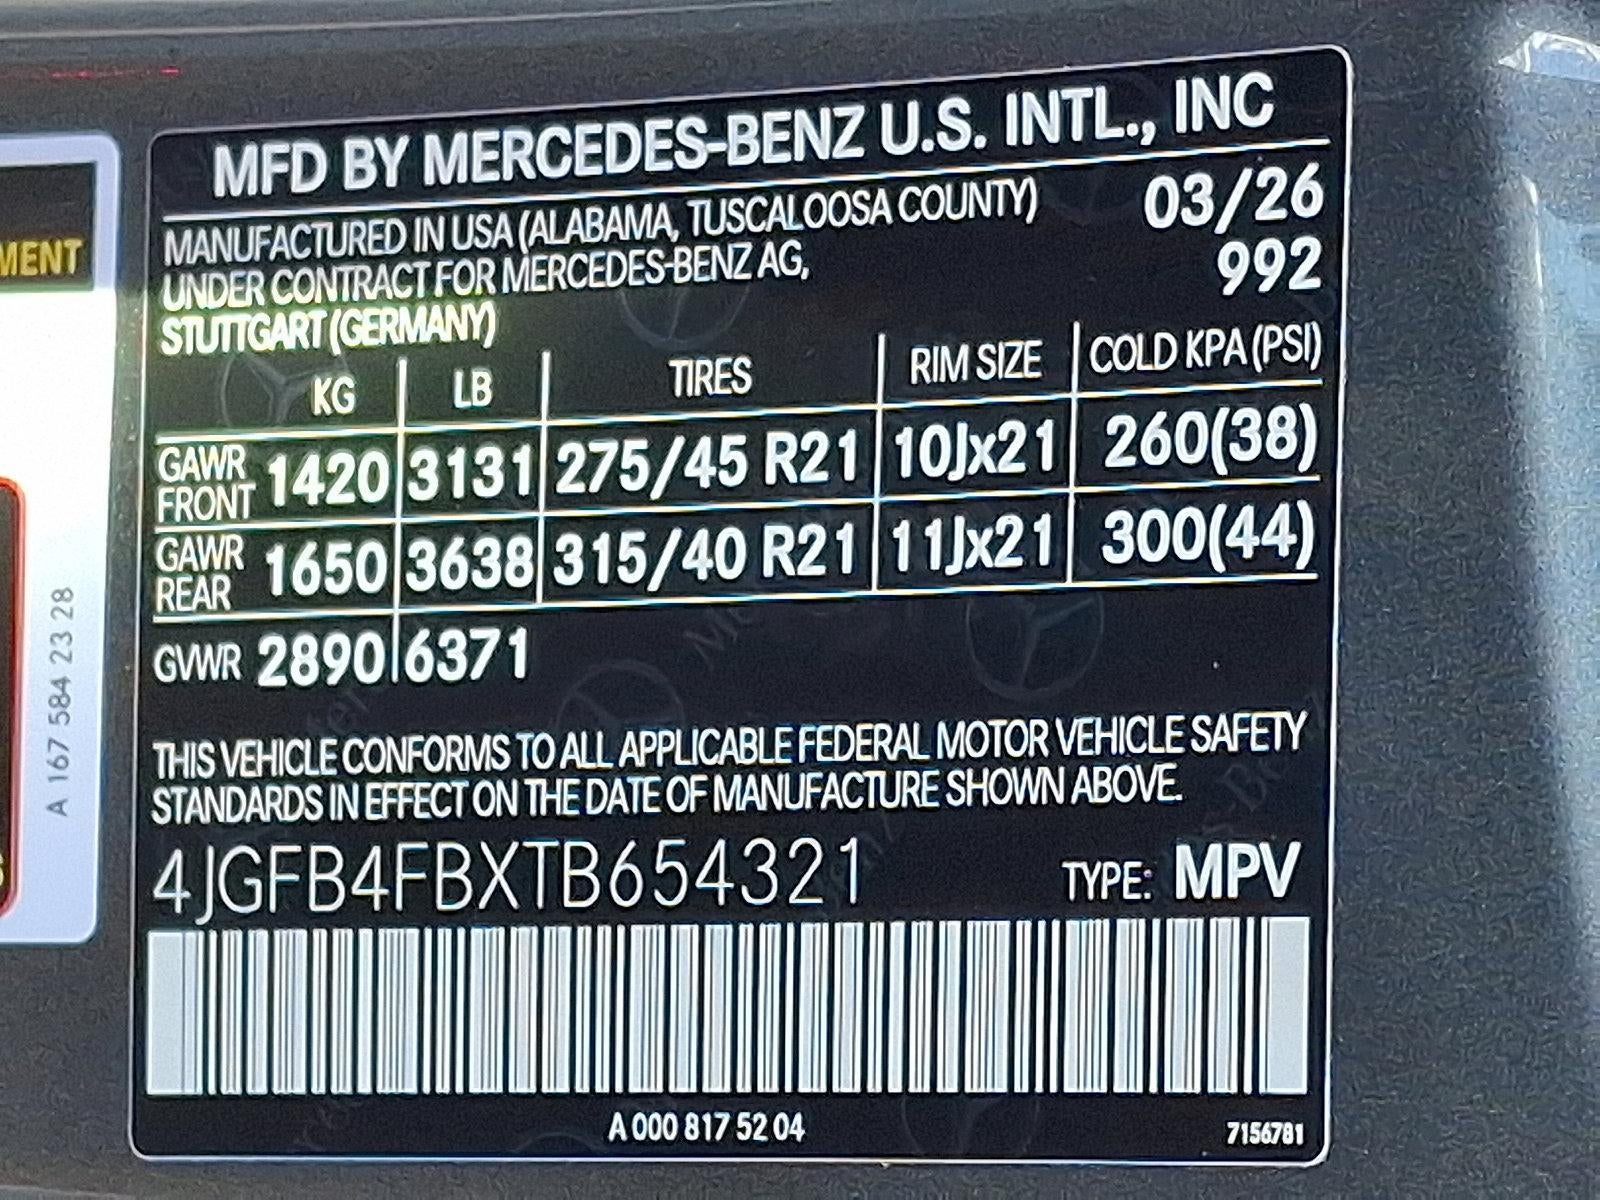 MFD BY MERCEDES-BENZ U.S. INTL., INC
MANUFACTURED IN USA (ALABAMA, TUSCALOOSA COUNTY) 03/26
UNDER CONTRACT FOR MERCEDES-BENZ AG, 992
STUTTGART (GERMANY)
KG LB TIRES RIM SIZE COLD KPA (PSI)
GAWR FRONT 1420 3131 275/45 R21 10Jx21 260(38)
GAWR REAR 1650 3638 315/40 R21 11Jx21 300(44)
GVWR 2890 6371
THIS VEHICLE CONFORMS TO ALL APPLICABLE FEDERAL MOTOR VEHICLE SAFETY
STANDARDS IN EFFECT ON THE DATE OF MANUFACTURE SHOWN ABOVE.
4JGFB4FBXTB654321 TYPE: MPV
A 000 817 52 04 7156781
MENT
A 167 584 23 28